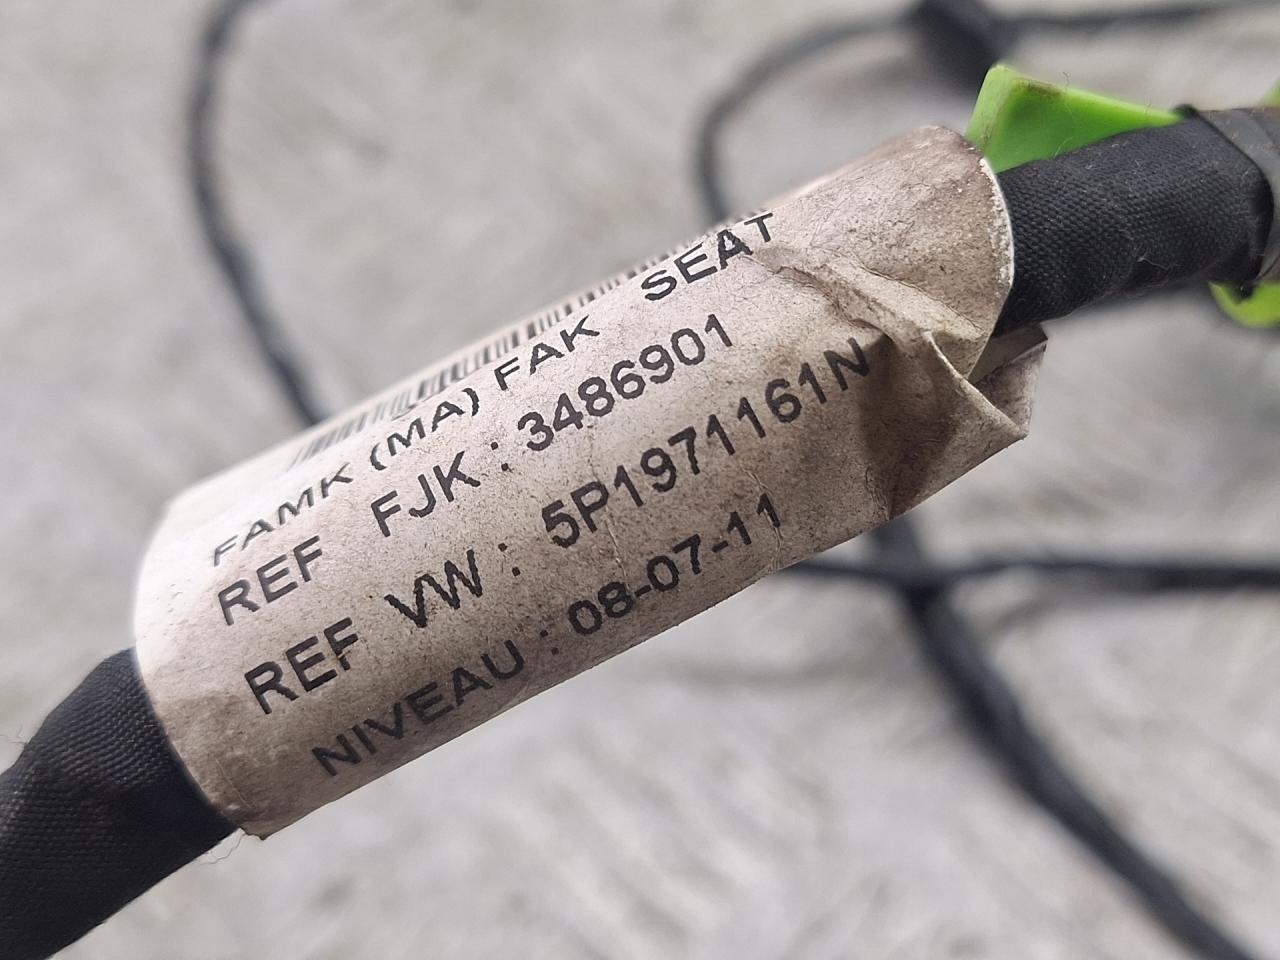 FAMK (MA) FAK SEAT
REF FJK : 3486901
REF VW : 5P1971161N
NIVEAU : 08-07-11